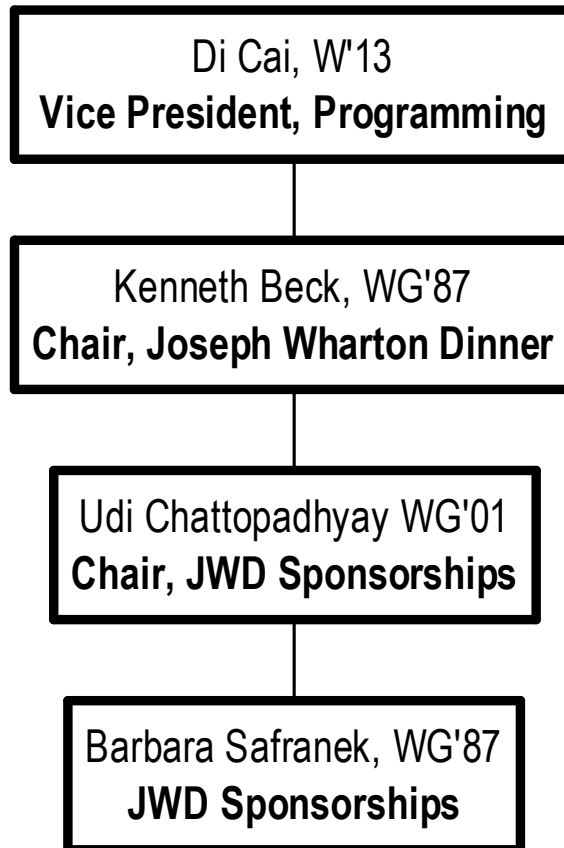 Di Cai, W'13
Vice President, Programming
Kenneth Beck, WG'87
Chair, Joseph Wharton Dinner
Udi Chattopadhyay WG'01
Chair, JWD Sponsorships
Barbara Safranek, WG'87
JWD Sponsorships